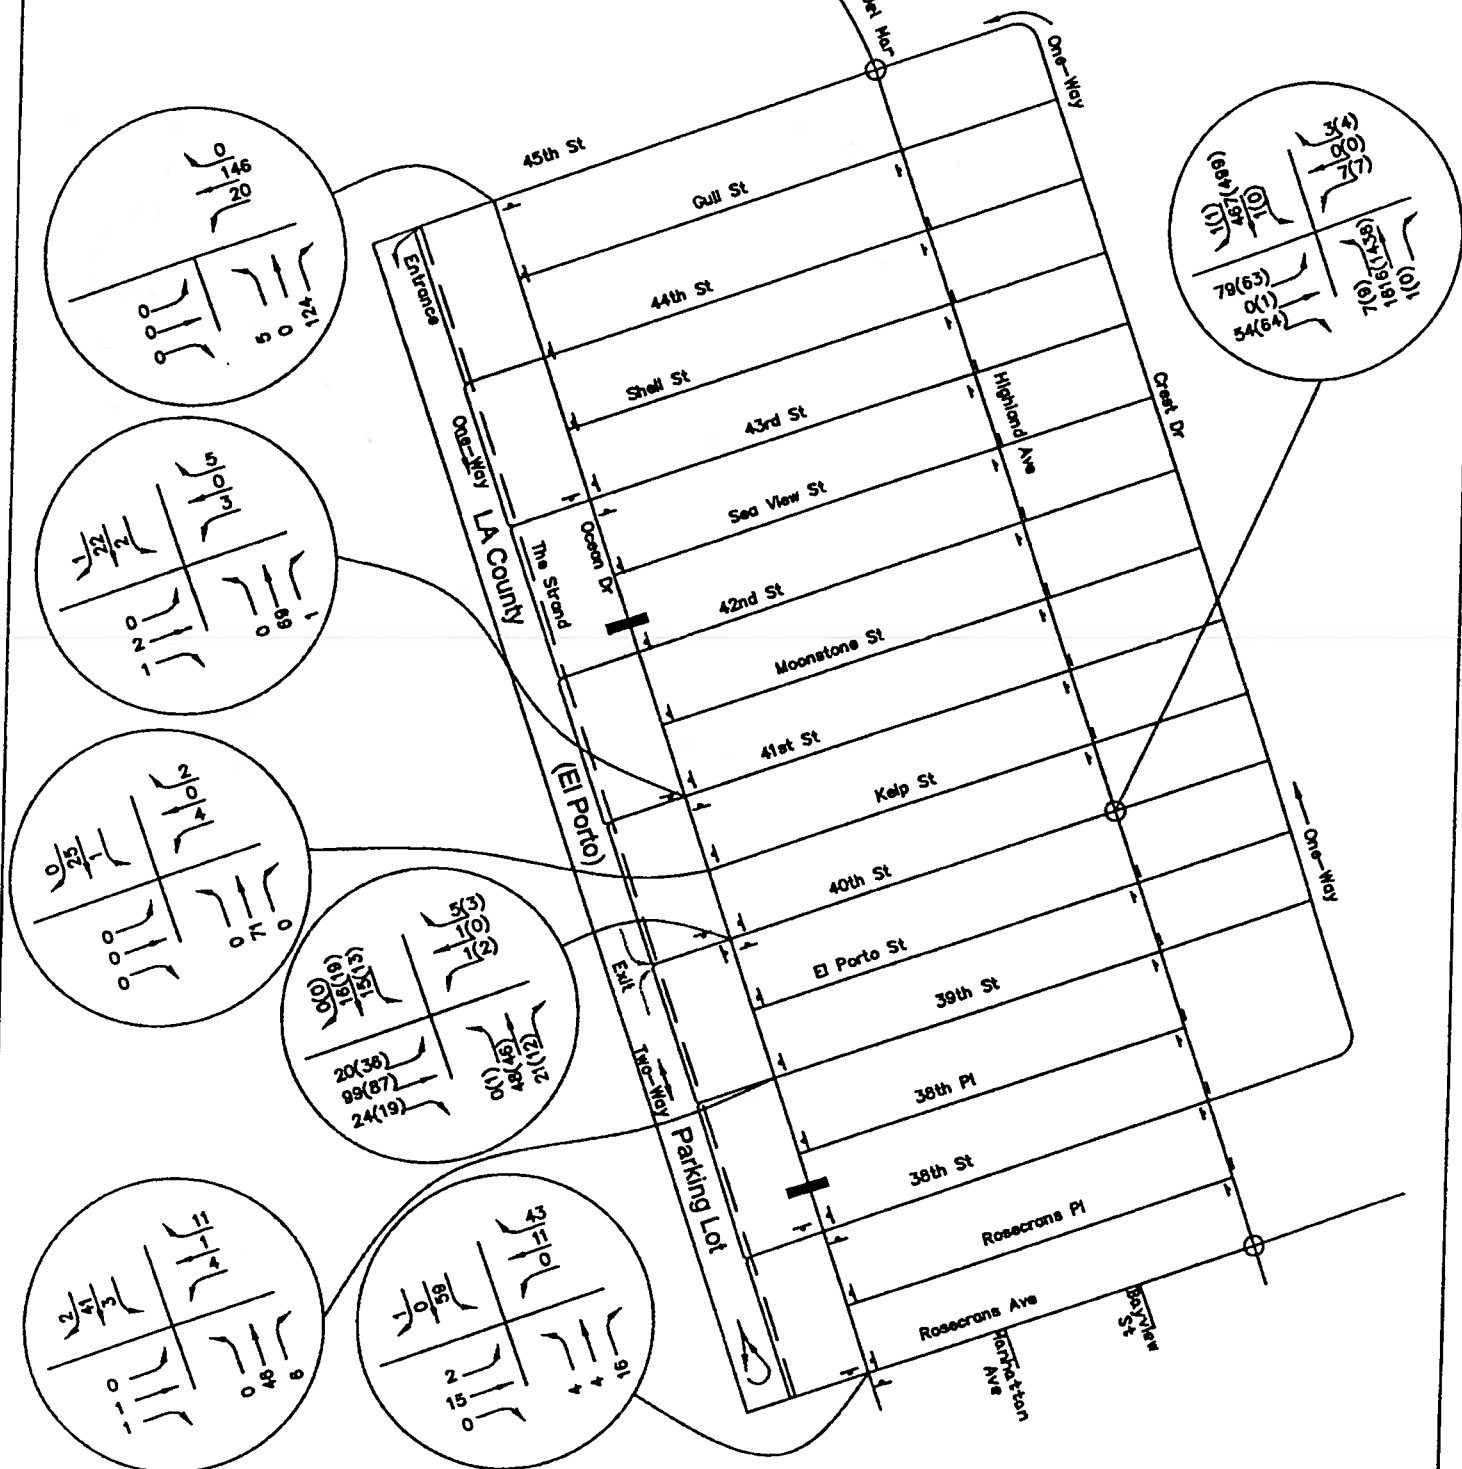 Del Mar
One-Way
45th St
Gull St
44th St
Shell St
43rd St
Sea View St
42nd St
Moonstone St
41st St
Kelp St
40th St
El Porto St
39th St
38th Pl
38th St
Rosecrans Pl
Rosecrans Ave
Highland Ave
Crest Dr
One-Way
Ocean Dr
The Strand
Entrance
One-Way
LA County
(El Porto)
Exit
Two-Way
Parking Lot
Manhattan
Ave
Bayview
St
0
146
20
5
0
124
0
0
0
5
0
3
1
22
2
0
69
1
0
2
1
2
0
4
0
25
1
0
71
0
0
0
0
5(3)
1(0)
1(2)
0(0)
16(19)
15(13)
0(1)
48(46)
21(12)
20(36)
99(87)
24(19)
11
1
4
2
41
3
0
46
8
0
1
1
43
11
0
1
0
59
4
4
16
2
15
0
3(4)
0(0)
7(7)
1(1)
467(499)
1(0)
7(9)
1616(1438)
1(0)
79(63)
0(1)
54(64)